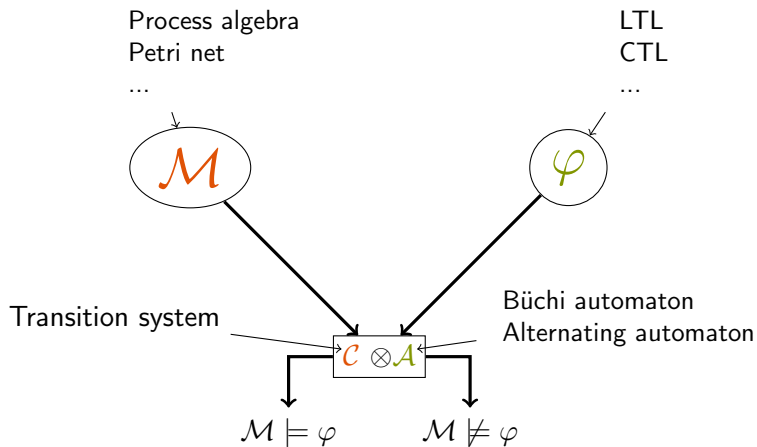 Process algebra
Petri net
...
LTL
CTL
...
ℳ
φ
Transition system
Büchi automaton
Alternating automaton
𝒞 ⊗ 𝒜
ℳ ⊨ φ
ℳ ⊭ φ